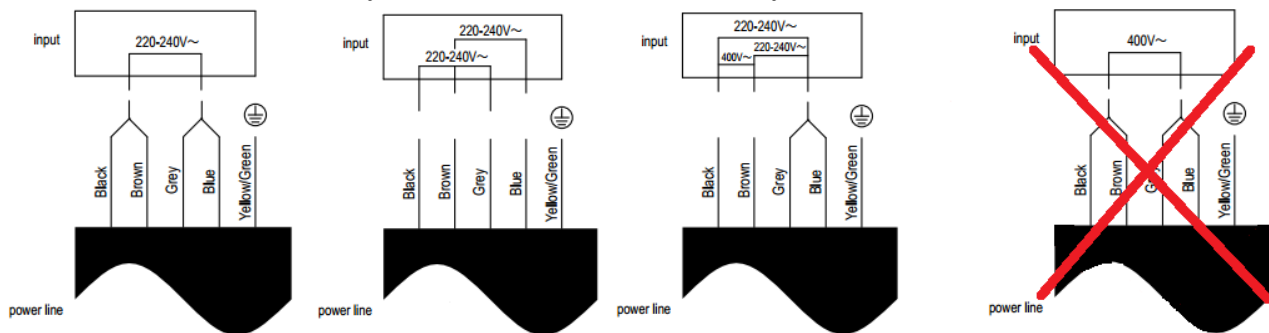 input
220-240V～
Black
Brown
Grey
Blue
Yellow/Green
power line
input
220-240V～
220-240V～
Black
Brown
Grey
Blue
Yellow/Green
power line
input
220-240V～
220-240V～
400V～
Black
Brown
Grey
Blue
Yellow/Green
power line
input
400V～
Black
Brown
Grey
Blue
Yellow/Green
power line